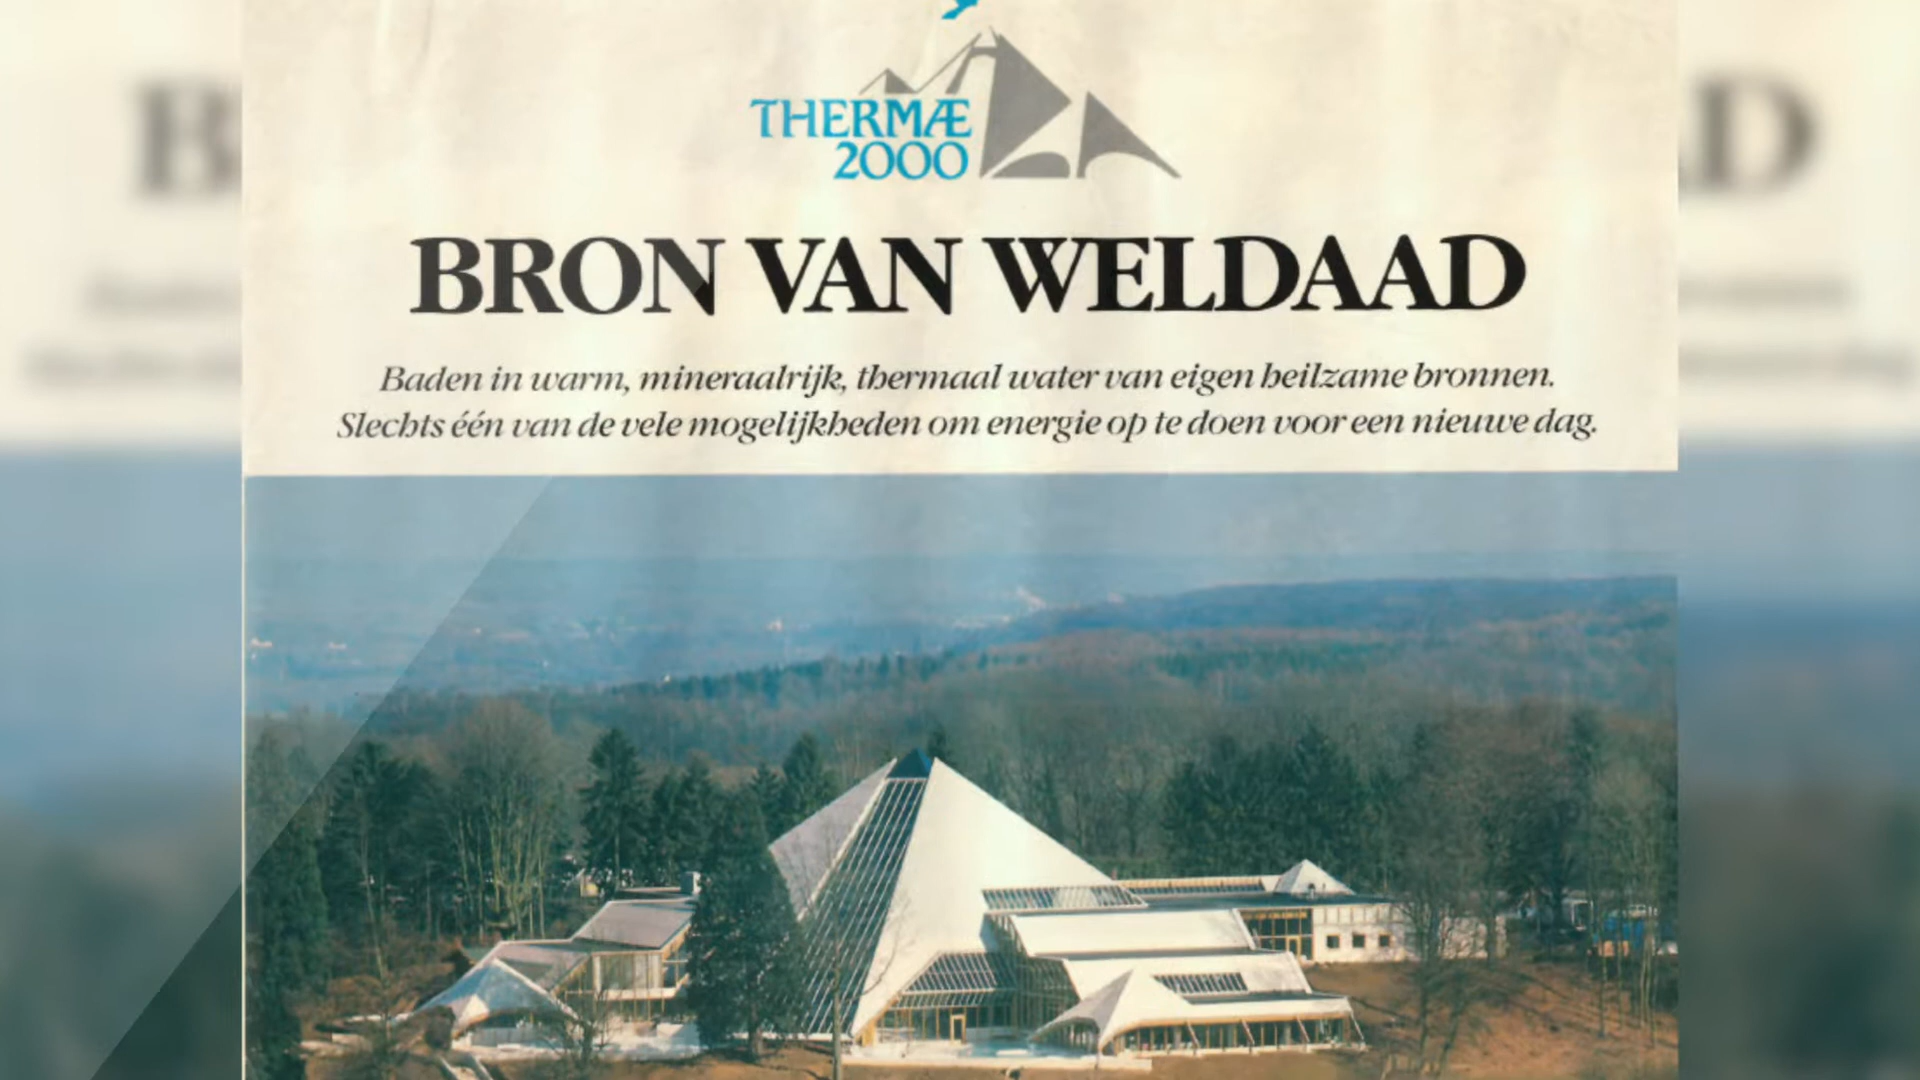 THERMÆ
2000
BRON VAN WELDAAD
Baden in warm, mineraalrijk, thermaal water van eigen heilzame bronnen.
Slechts één van de vele mogelijkheden om energie op te doen voor een nieuwe dag.